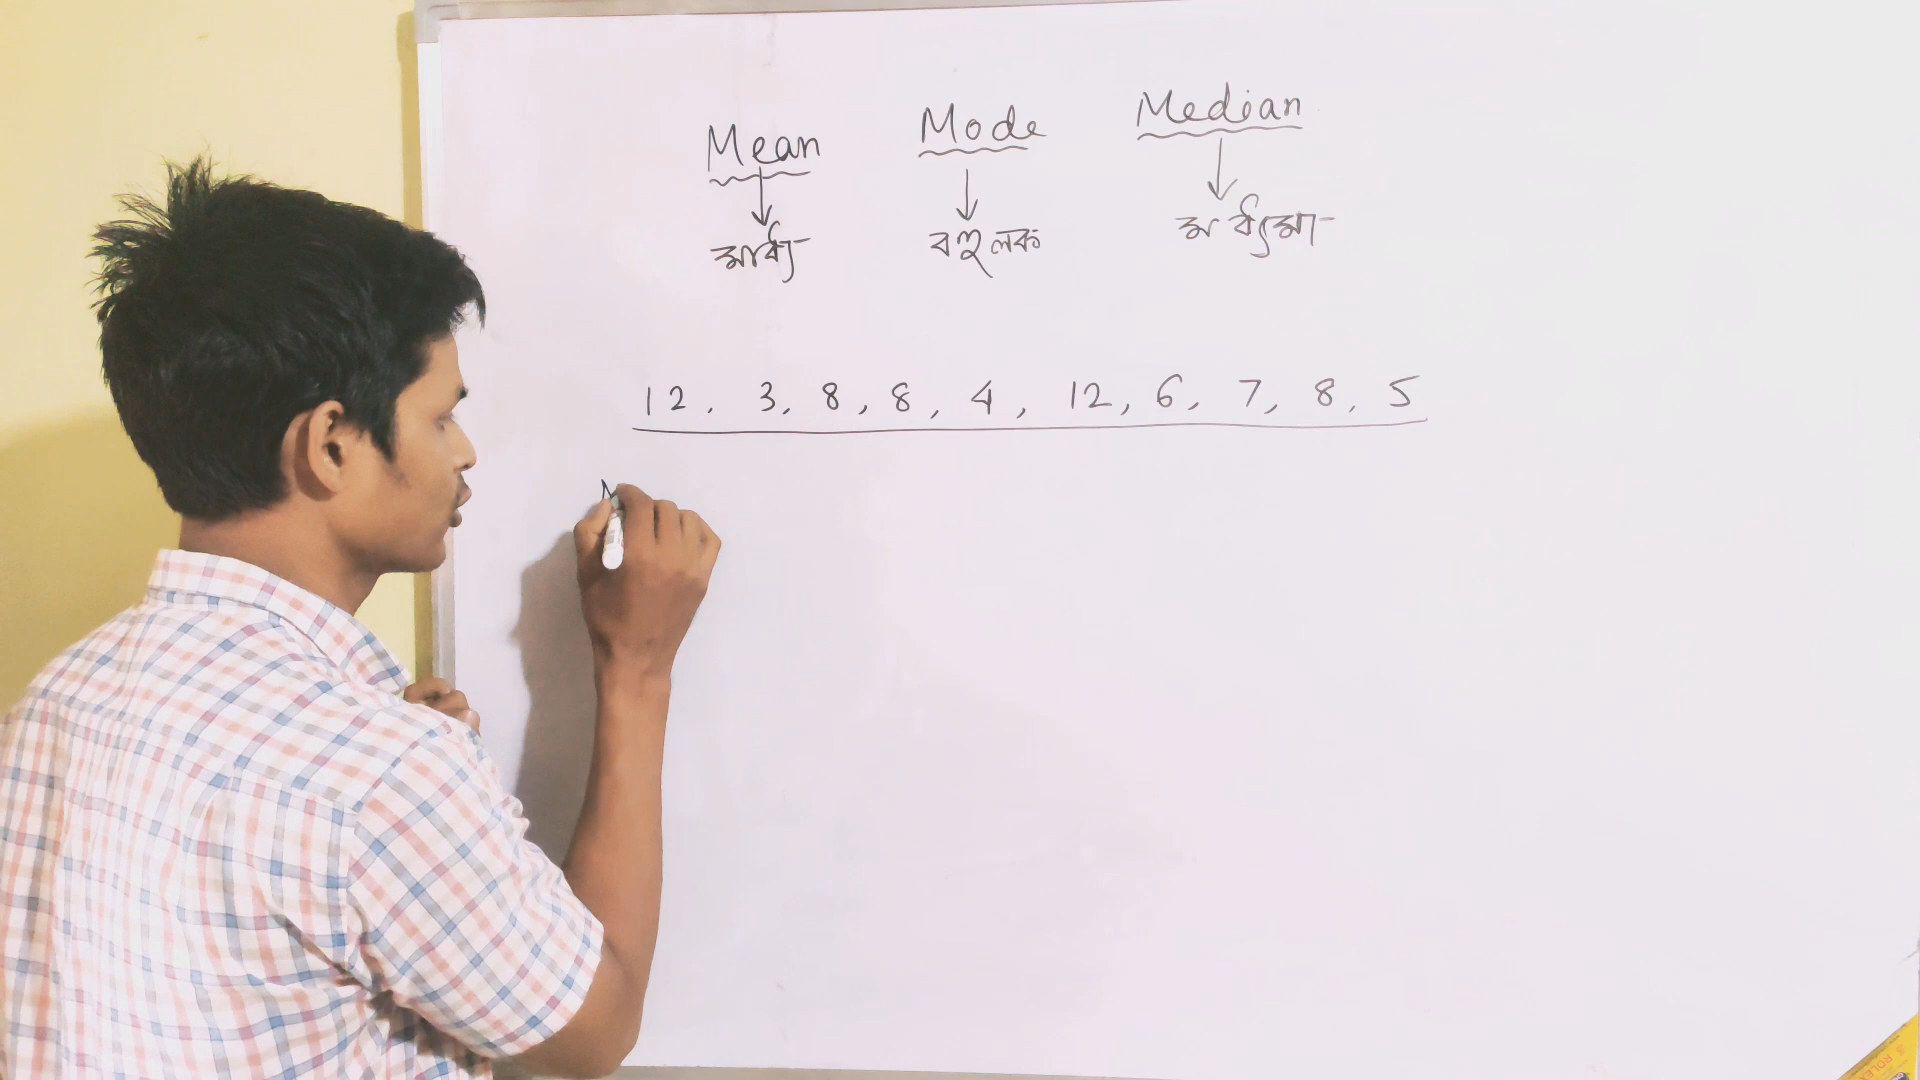 Mean Mode Median
মাধ্য বহুলক মধ্যমা
12, 3, 8, 8, 4, 12, 6, 7, 8, 5